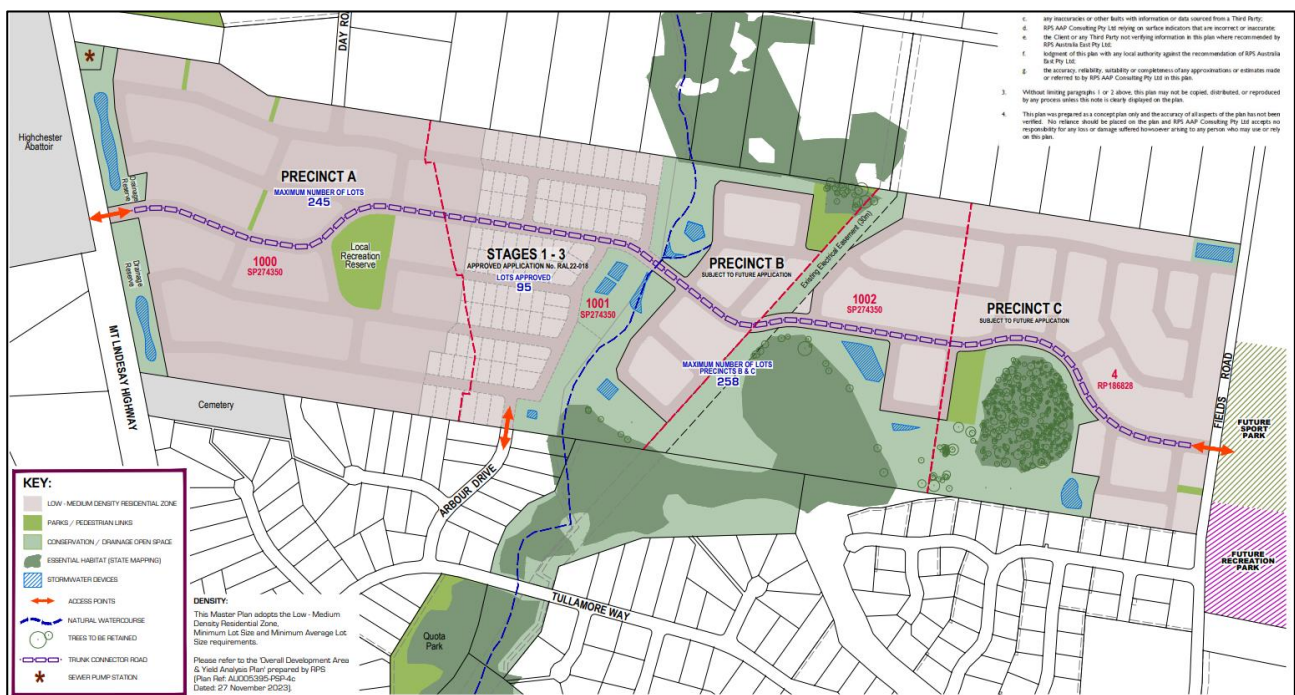 c. any inaccuracies or other faults with information or data sourced from a Third Party;
d. RPS AAP Consulting Pty Ltd relying on surface indicators that are incorrect or inaccurate;
e. the Client or any Third Party not verifying information in this plan where recommended by
RPS Australia East Pty Ltd;
f. lodgment of this plan with any local authority against the recommendation of RPS Australia
East Pty Ltd;
g. the accuracy, reliability, suitability or completeness of any approximations or estimates made
or referred to by RPS AAP Consulting Pty Ltd in this plan.
3. Without limiting paragraphs 1 or 2 above, this plan may not be copied, distributed, or reproduced
by any process unless this note is clearly displayed on the plan.
4. This plan was prepared as a concept plan only and the accuracy of all aspects of the plan has not been
verified. No reliance should be placed on the plan and RPS AAP Consulting Pty Ltd accepts no
responsibility for any loss or damage suffered howsoever arising to any person who may use or rely
on this plan.
DAY RO
Highchester
Abattoir
Drainage
Reserve
Drainage
Reserve
PRECINCT A
MAXIMUM NUMBER OF LOTS
245
1000
SP274350
Local
Recreation
Reserve
STAGES 1 - 3
APPROVED APPLICATION No. RAL22-018
LOTS APPROVED
95
1001
SP274350
PRECINCT B
SUBJECT TO FUTURE APPLICATION
Existing Electrical Easement (30m)
1002
SP274350
PRECINCT C
SUBJECT TO FUTURE APPLICATION
MAXIMUM NUMBER OF LOTS
PRECINCTS B & C
258
4
RP186828
MT LINDESAY HIGHWAY
Cemetery
ARBOUR DRIVE
TULLAMORE WAY
Quota
Park
FIELDS ROAD
FUTURE
SPORT
PARK
FUTURE
RECREATION
PARK
KEY:
LOW - MEDIUM DENSITY RESIDENTIAL ZONE
PARKS / PEDESTRIAN LINKS
CONSERVATION / DRAINAGE OPEN SPACE
ESSENTIAL HABITAT (STATE MAPPING)
STORMWATER DEVICES
ACCESS POINTS
NATURAL WATERCOURSE
TREES TO BE RETAINED
TRUNK CONNECTOR ROAD
SEWER PUMP STATION
DENSITY:
This Master Plan adopts the Low - Medium
Density Residential Zone,
Minimum Lot Size and Minimum Average Lot
Size requirements.
Please refer to the 'Overall Development Area
& Yield Analysis Plan' prepared by RPS
(Plan Ref: AU005395-PSP-4c
Dated: 27 November 2023).